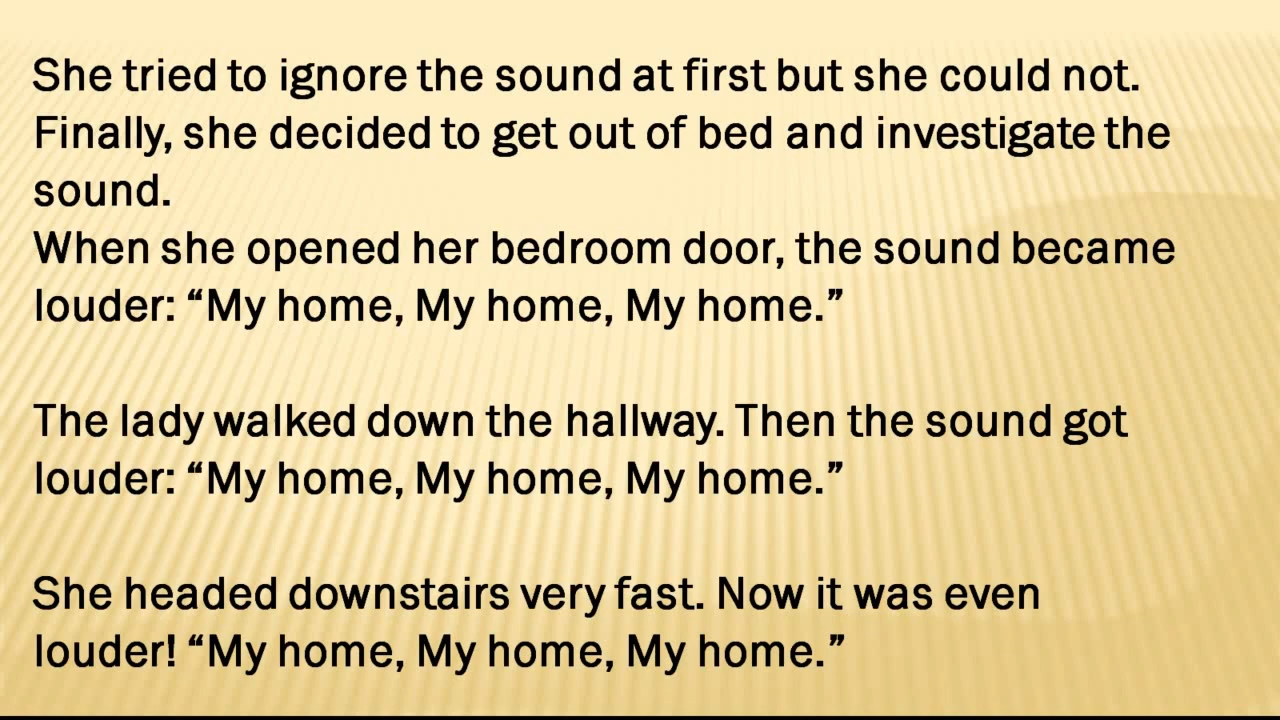 She tried to ignore the sound at first but she could not.
Finally, she decided to get out of bed and investigate the
sound.
When she opened her bedroom door, the sound became
louder: “My home, My home, My home.”
The lady walked down the hallway. Then the sound got
louder: “My home, My home, My home.”
She headed downstairs very fast. Now it was even
louder! “My home, My home, My home.”